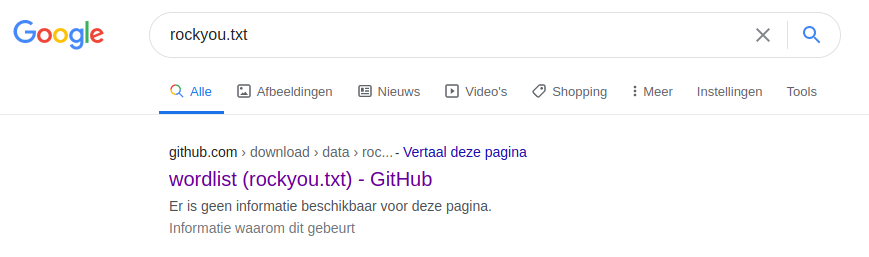 Google
rockyou.txt
Alle Afbeeldingen Nieuws Video's Shopping Meer Instellingen Tools
github.com › download › data › roc... - Vertaal deze pagina
wordlist (rockyou.txt) - GitHub
Er is geen informatie beschikbaar voor deze pagina.
Informatie waarom dit gebeurt